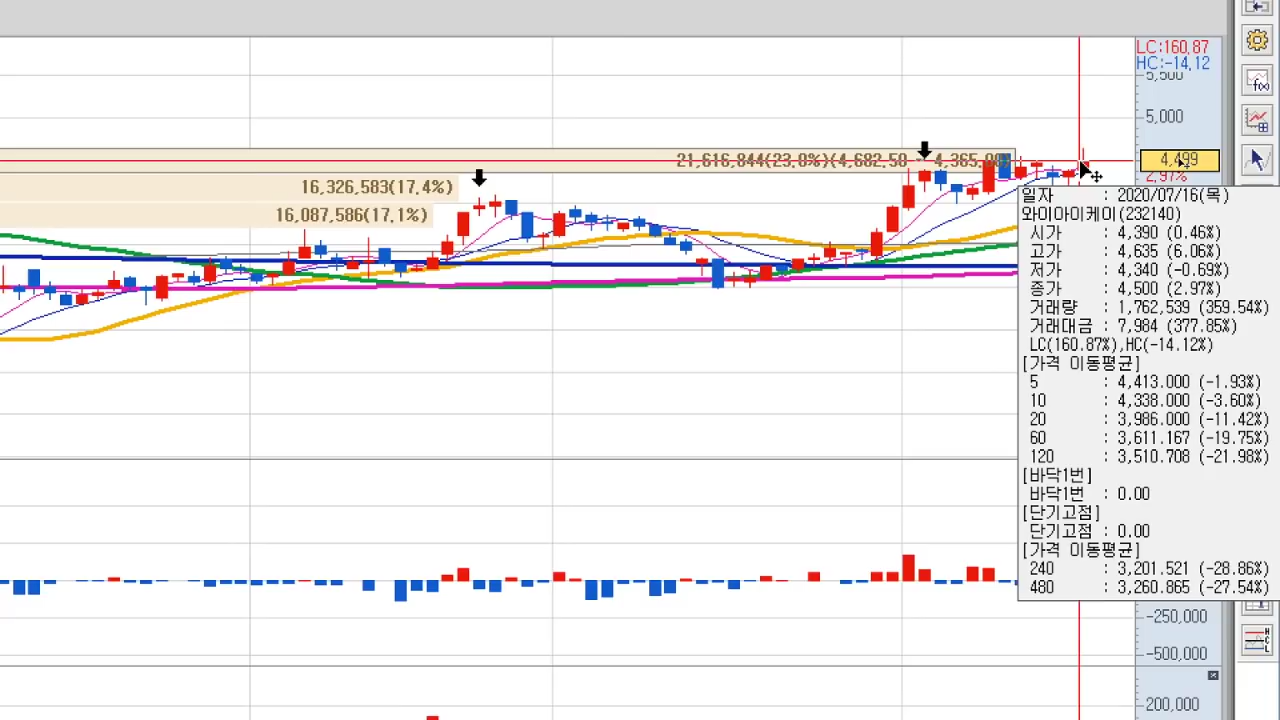 LC:160.87
HC:-14.12
5,500
5,000
21,616,844(23.0%)(4,682.50 ~ 4,365.00)
4,499
2.97%
16,326,583(17.4%)
16,087,586(17.1%)
일자 : 2020/07/16(목)
와이아이케이(232140)
시가 : 4,390 (0.46%)
고가 : 4,635 (6.06%)
저가 : 4,340 (-0.69%)
종가 : 4,500 (2.97%)
거래량 : 1,762,539 (359.54%)
거래대금 : 7,984 (377.85%)
LC(160.87%),HC(-14.12%)
[가격 이동평균]
5 : 4,413.000 (-1.93%)
10 : 4,338.000 (-3.60%)
20 : 3,986.000 (-11.42%)
60 : 3,611.167 (-19.75%)
120 : 3,510.708 (-21.98%)
[바닥1번]
바닥1번 : 0.00
[단기고점]
단기고점 : 0.00
[가격 이동평균]
240 : 3,201.521 (-28.86%)
480 : 3,260.865 (-27.54%)
-250,000
-500,000
200,000
f(x)
H
C
L